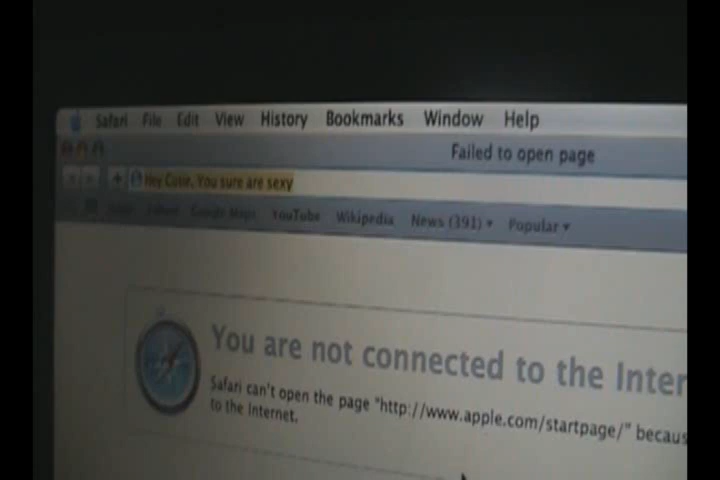 Safari File Edit View History Bookmarks Window Help
Failed to open page
Hey Cutie, You sure are sexy
Google Maps YouTube Wikipedia News (391) Popular
You are not connected to the Inter
Safari can't open the page "http://www.apple.com/startpage/" becaus
to the Internet.